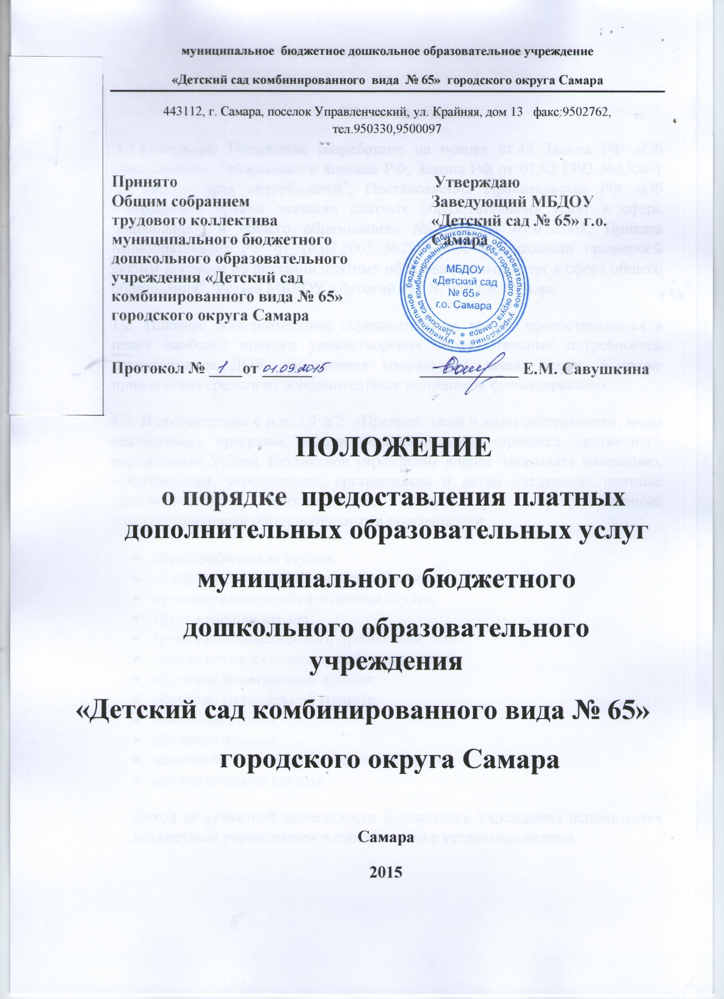 муниципальное бюджетное дошкольное образовательное учреждение
«Детский сад комбинированного вида № 65» городского округа Самара
443112, г. Самара, поселок Управленческий, ул. Крайняя, дом 13 факс:9502762,
тел.950330,9500097
Принято
Общим собранием
трудового коллектива
муниципального бюджетного
дошкольного образовательного
учреждения «Детский сад
комбинированного вида № 65»
городского округа Самара
Протокол № 1 от 01.09.2015
Утверждаю
Заведующий МБДОУ
«Детский сад № 65» г.о.
Самара
муниципальное бюджетное дошкольное образовательное учреждение *
«Детский сад комбинированного вида № 65» городского округа Самара *
МБДОУ
«Детский сад
№ 65»
г.о. Самара
Е.М. Савушкина
ПОЛОЖЕНИЕ
о порядке предоставления платных
дополнительных образовательных услуг
муниципального бюджетного
дошкольного образовательного
учреждения
«Детский сад комбинированного вида № 65»
городского округа Самара
Самара
2015